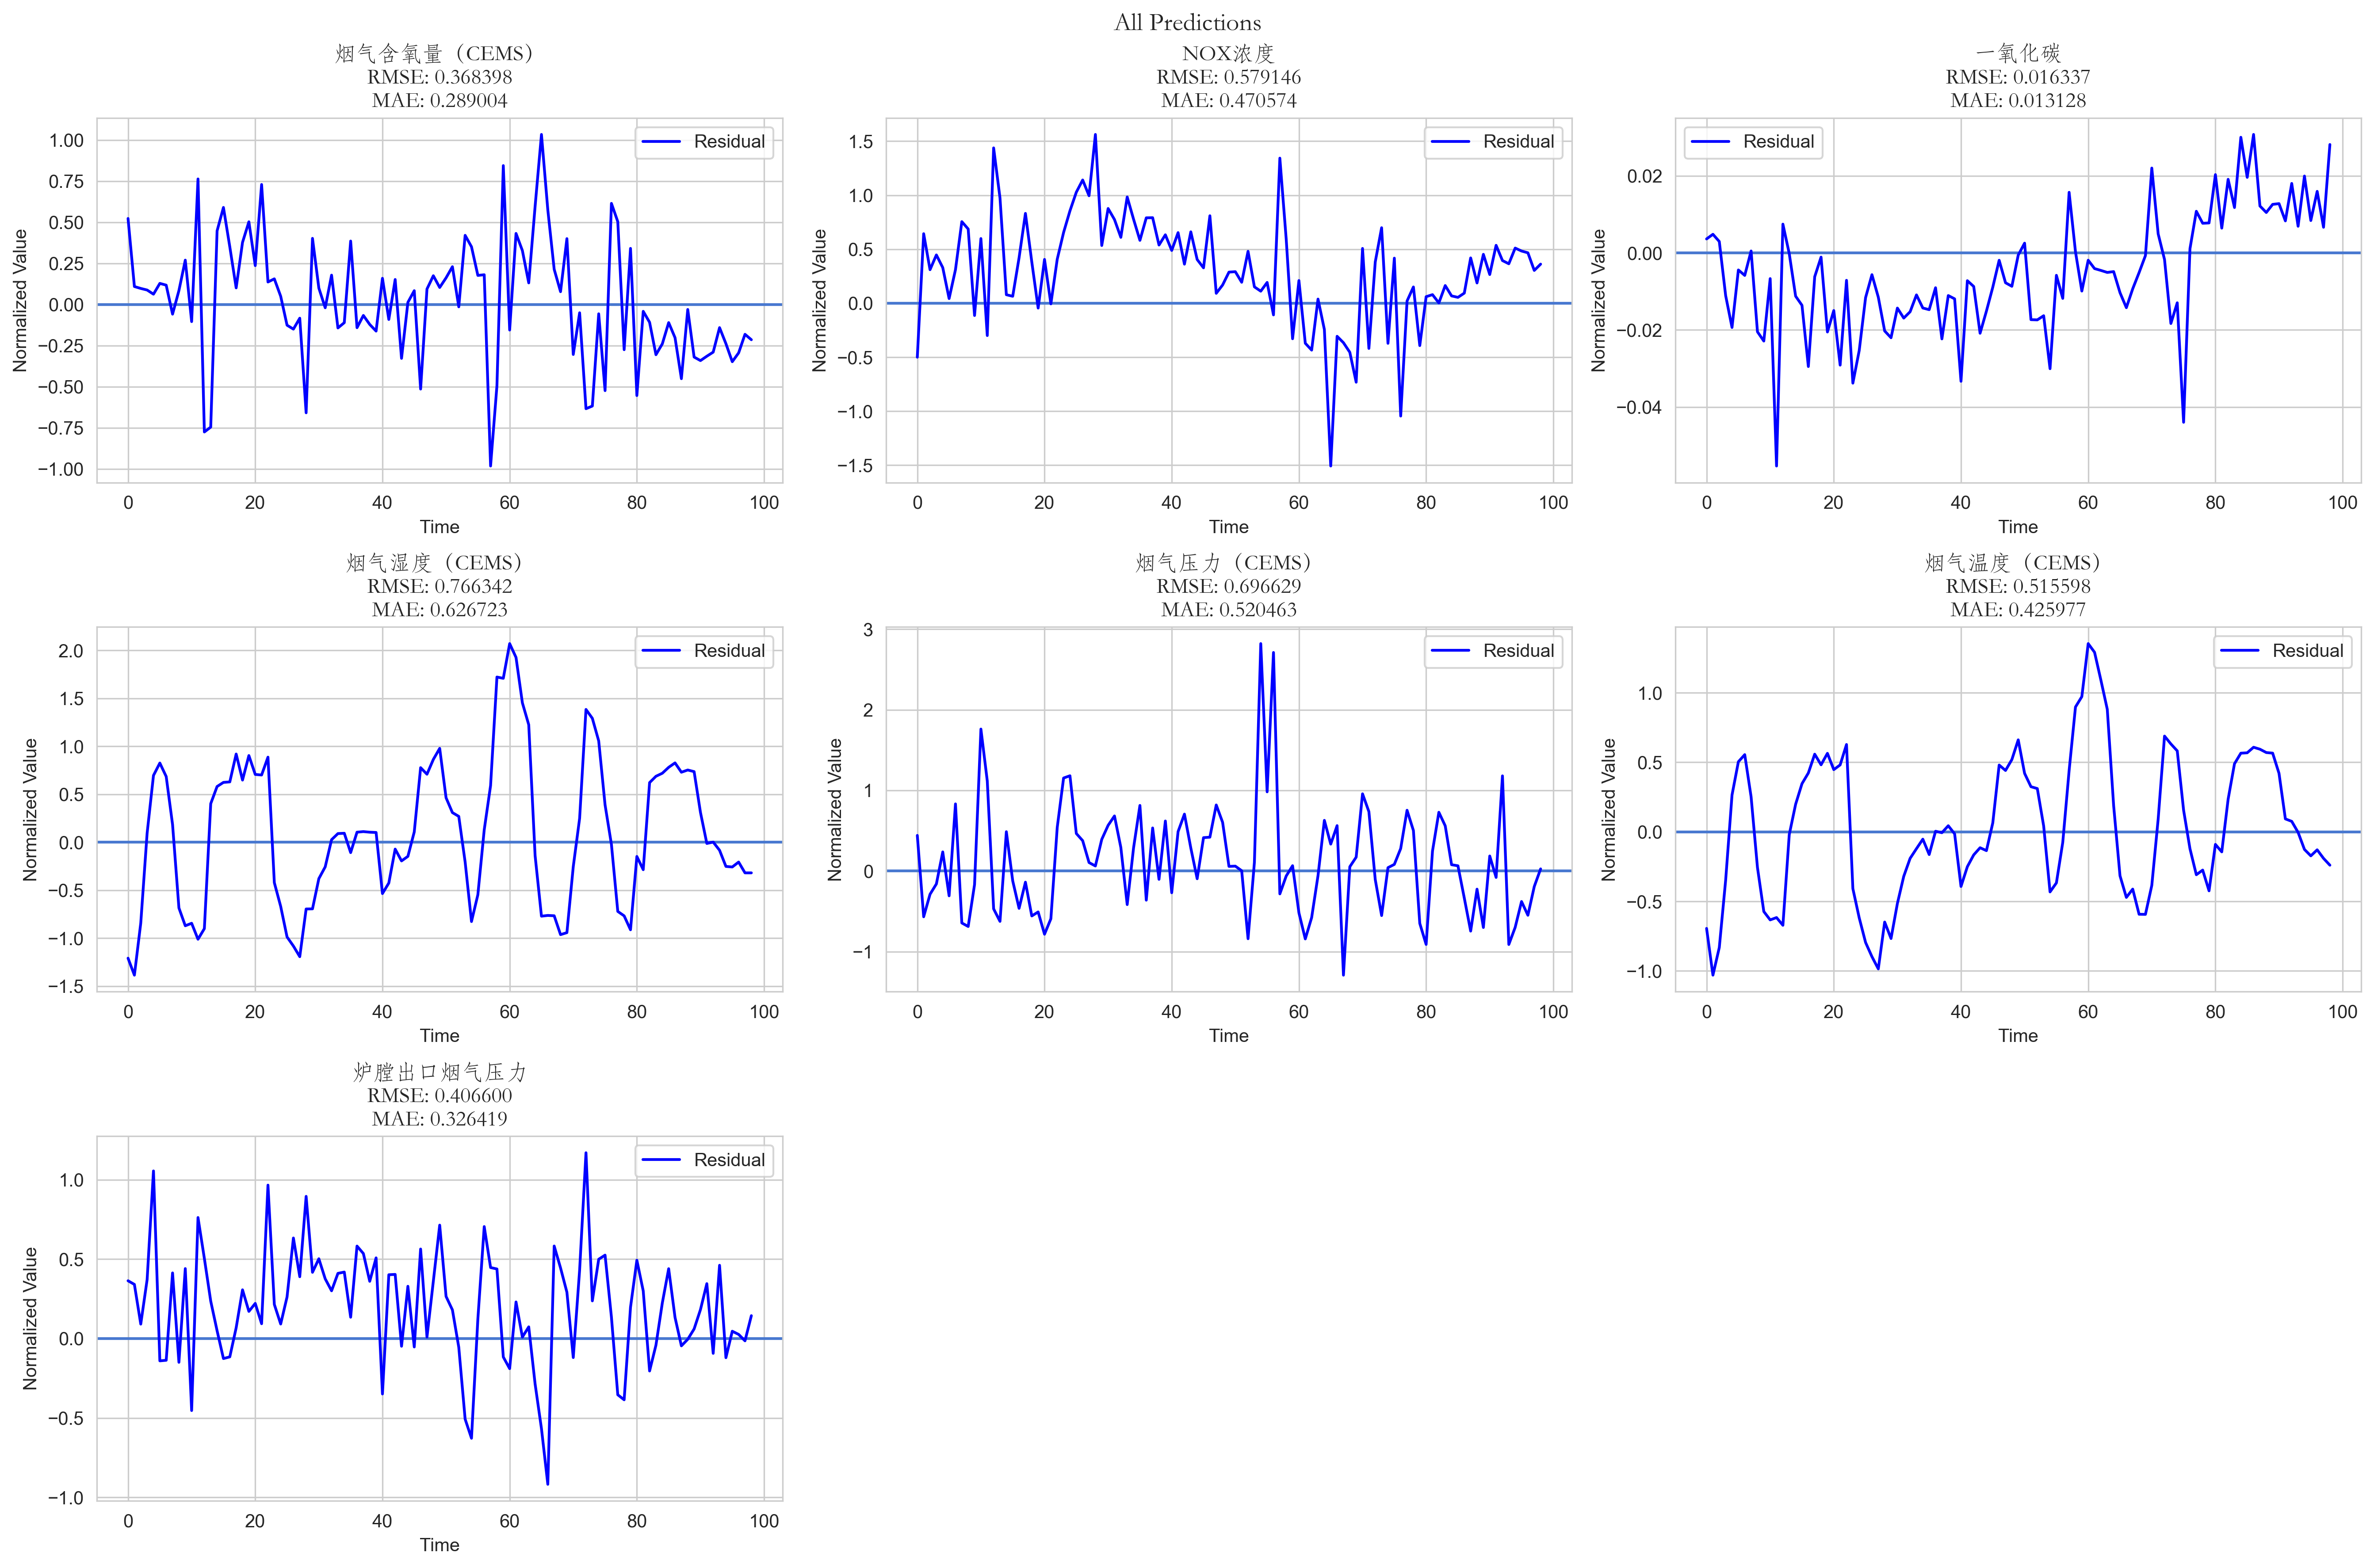 All Predictions
烟气含氧量（CEMS）
RMSE: 0.368398
MAE: 0.289004
Residual
Normalized Value
1.00
0.75
0.50
0.25
0.00
−0.25
−0.50
−0.75
−1.00
0 20 40 60 80 100
Time
NOX浓度
RMSE: 0.579146
MAE: 0.470574
Residual
Normalized Value
1.5
1.0
0.5
0.0
−0.5
−1.0
−1.5
0 20 40 60 80 100
Time
一氧化碳
RMSE: 0.016337
MAE: 0.013128
Residual
Normalized Value
0.02
0.00
−0.02
−0.04
0 20 40 60 80 100
Time
烟气湿度（CEMS）
RMSE: 0.766342
MAE: 0.626723
Residual
Normalized Value
2.0
1.5
1.0
0.5
0.0
−0.5
−1.0
−1.5
0 20 40 60 80 100
Time
烟气压力（CEMS）
RMSE: 0.696629
MAE: 0.520463
Residual
Normalized Value
3
2
1
0
−1
0 20 40 60 80 100
Time
烟气温度（CEMS）
RMSE: 0.515598
MAE: 0.425977
Residual
Normalized Value
1.0
0.5
0.0
−0.5
−1.0
0 20 40 60 80 100
Time
炉膛出口烟气压力
RMSE: 0.406600
MAE: 0.326419
Residual
Normalized Value
1.0
0.5
0.0
−0.5
−1.0
0 20 40 60 80 100
Time